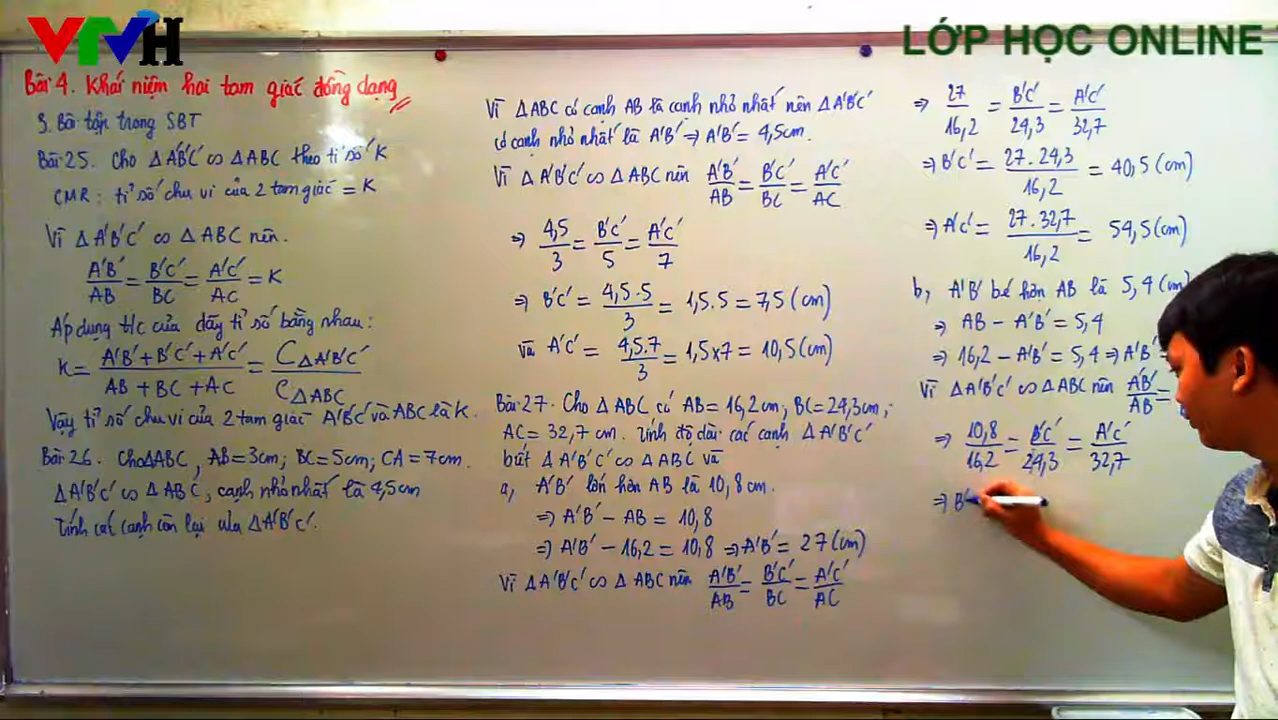 VTVH
LỚP HỌC ONLINE
Bài 4. Khái niệm hai tam giác đồng dạng
3. Bài tập trong SBT
Bài 25. Cho ΔA'B'C' ∽ ΔABC theo tỉ số K
CMR: tỉ số chu vi của 2 tam giác = K
Vì ΔA'B'C' ∽ ΔABC nên.
A'B'/AB = B'C'/BC = A'C'/AC = K
Áp dụng t/c của dãy tỉ số bằng nhau:
K = (A'B' + B'C' + A'C')/(AB + BC + AC) = CΔA'B'C'/CΔABC
Vậy tỉ số chu vi của 2 tam giác A'B'C' và ABC là K.
Bài 26. Cho ΔABC, AB = 3cm; BC = 5cm; CA = 7cm.
ΔA'B'C' ∽ ΔABC, cạnh nhỏ nhất là 4,5cm
Tính các cạnh còn lại của ΔA'B'C'.
Vì ΔABC có cạnh AB là cạnh nhỏ nhất nên ΔA'B'C'
có cạnh nhỏ nhất là A'B' ⇒ A'B' = 4,5cm.
Vì ΔA'B'C' ∽ ΔABC nên A'B'/AB = B'C'/BC = A'C'/AC
⇒ 4,5/3 = B'C'/5 = A'C'/7
⇒ B'C' = 4,5.5/3 = 1,5.5 = 7,5 (cm)
và A'C' = 4,5.7/3 = 1,5x7 = 10,5 (cm)
Bài 27. Cho ΔABC có AB = 16,2cm; BC = 24,3cm;
AC = 32,7 cm. Tính độ dài các cạnh ΔA'B'C'
biết ΔA'B'C' ∽ ΔABC và
a, A'B' lớn hơn AB là 10,8 cm.
⇒ A'B' - AB = 10,8
⇒ A'B' - 16,2 = 10,8 ⇒ A'B' = 27 (cm)
Vì ΔA'B'C' ∽ ΔABC nên A'B'/AB = B'C'/BC = A'C'/AC
⇒ 27/16,2 = B'C'/24,3 = A'C'/32,7
⇒ B'C' = 27.24,3/16,2 = 40,5 (cm)
⇒ A'C' = 27.32,7/16,2 = 54,5 (cm)
b, A'B' bé hơn AB là 5,4 (cm)
⇒ AB - A'B' = 5,4
⇒ 16,2 - A'B' = 5,4 ⇒ A'B' =
Vì ΔA'B'C' ∽ ΔABC nên A'B'/AB =
⇒ 10,8/16,2 = B'C'/24,3 = A'C'/32,7
⇒ B'